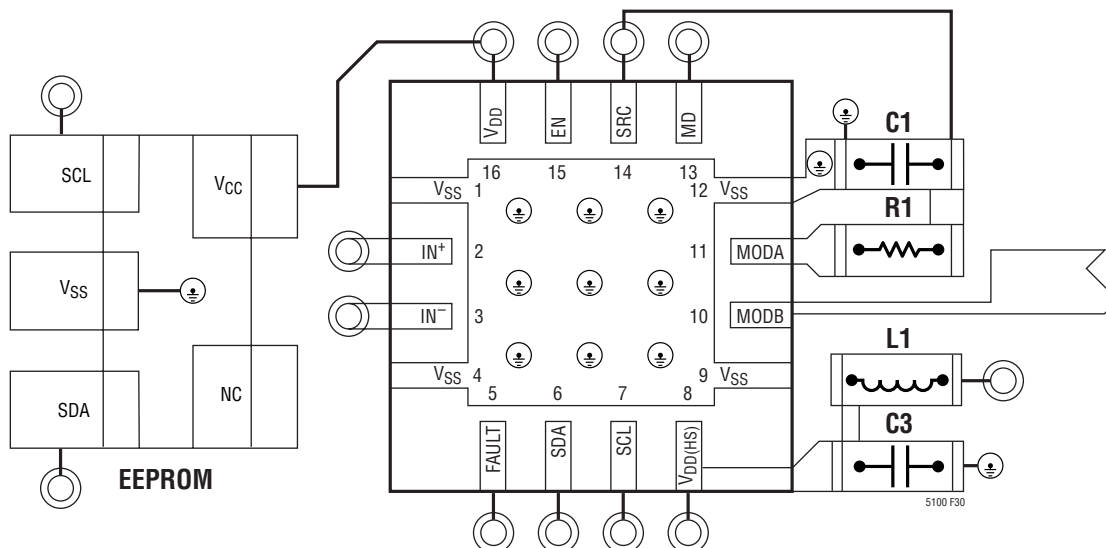 VDD
EN
SRC
MD
C1
SCL
VCC
16
15
14
13
VSS
1
12
VSS
R1
IN+
2
11
MODA
VSS
IN−
3
10
MODB
L1
VSS
4
9
VSS
5
6
7
8
SDA
NC
FAULT
SDA
SCL
VDD(HS)
C3
EEPROM
5100 F30